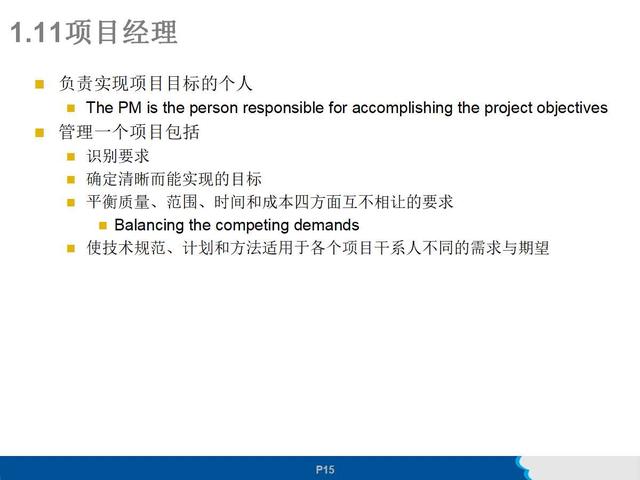 1.11项目经理
负责实现项目目标的个人
The PM is the person responsible for accomplishing the project objectives
管理一个项目包括
识别要求
确定清晰而能实现的目标
平衡质量、范围、时间和成本四方面互不相让的要求
Balancing the competing demands
使技术规范、计划和方法适用于各个项目干系人不同的需求与期望
P15